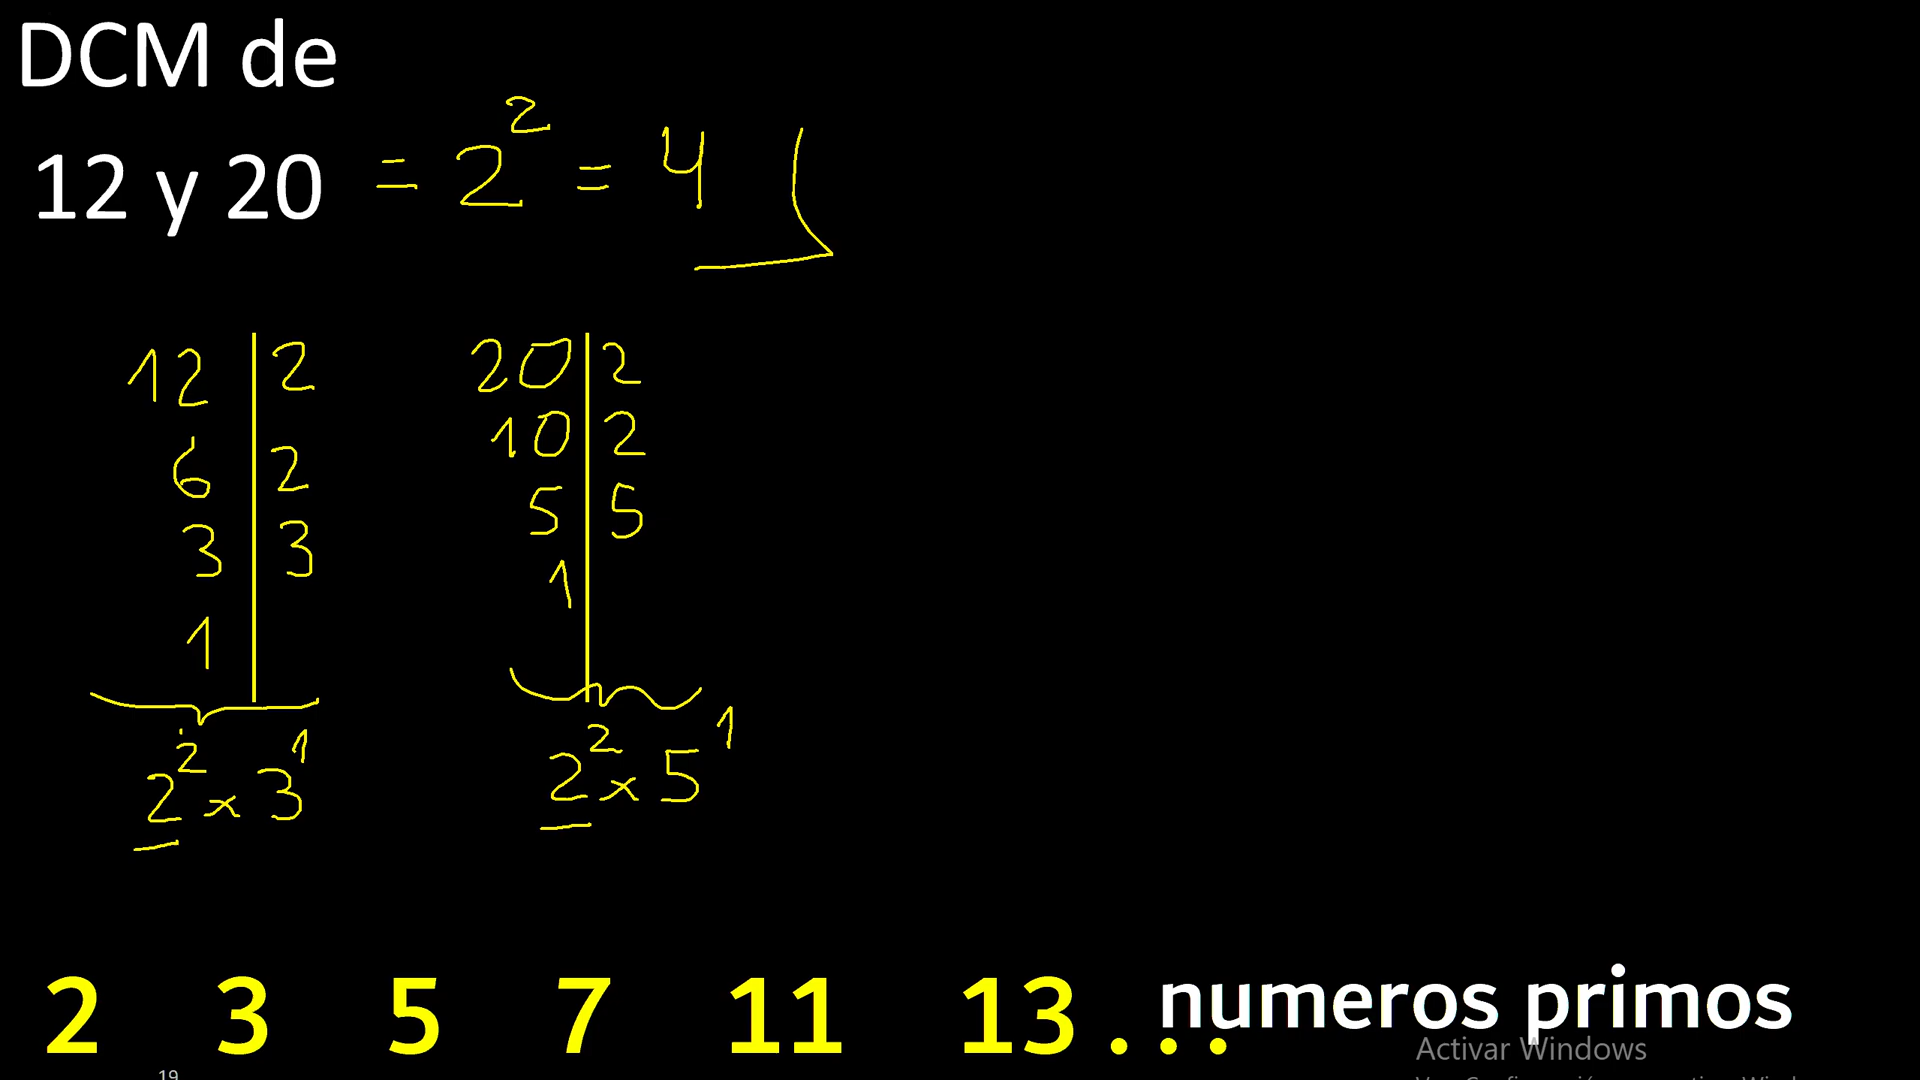 DCM de
12 y 20 = 2² = 4
12 | 2
6 | 2
3 | 3
1
2² x 3¹
20 | 2
10 | 2
5 | 5
1
2² x 5¹
2 3 5 7 11 13 ... numeros primos
Activar Windows
19